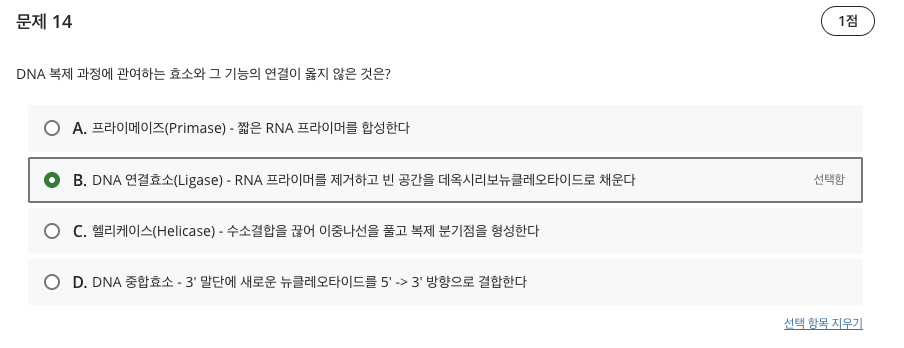 문제 14
1점
DNA 복제 과정에 관여하는 효소와 그 기능의 연결이 옳지 않은 것은?
A. 프라이메이즈(Primase) - 짧은 RNA 프라이머를 합성한다
B. DNA 연결효소(Ligase) - RNA 프라이머를 제거하고 빈 공간을 데옥시리보뉴클레오타이드로 채운다 선택함
C. 헬리케이스(Helicase) - 수소결합을 끊어 이중나선을 풀고 복제 분기점을 형성한다
D. DNA 중합효소 - 3' 말단에 새로운 뉴클레오타이드를 5' -> 3' 방향으로 결합한다
선택 항목 지우기